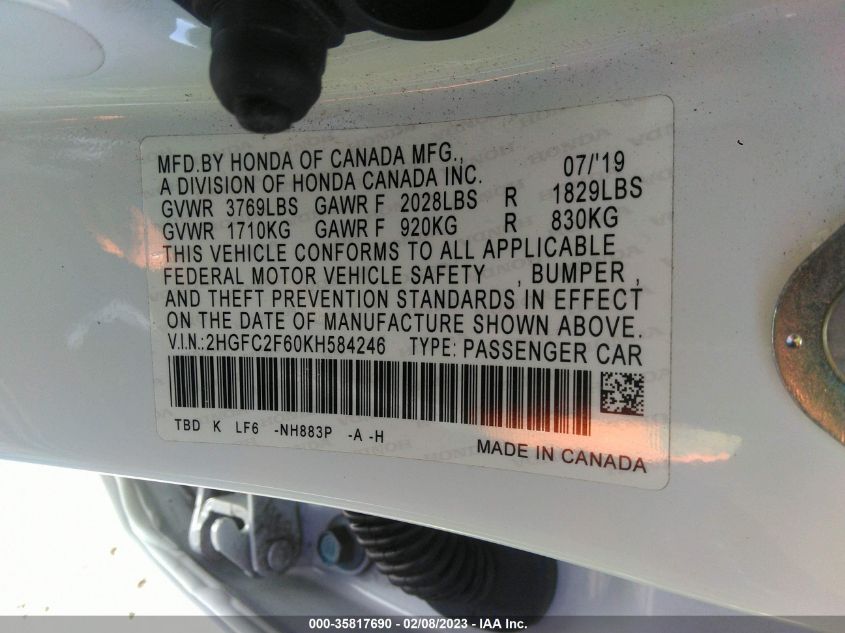 MFD.BY HONDA OF CANADA MFG.,
A DIVISION OF HONDA CANADA INC. 07/'19
GVWR 3769LBS GAWR F 2028LBS R 1829LBS
GVWR 1710KG GAWR F 920KG R 830KG
THIS VEHICLE CONFORMS TO ALL APPLICABLE
FEDERAL MOTOR VEHICLE SAFETY , BUMPER ,
AND THEFT PREVENTION STANDARDS IN EFFECT
ON THE DATE OF MANUFACTURE SHOWN ABOVE.
V.I.N.:2HGFC2F60KH584246 TYPE: PASSENGER CAR
TBD K LF6 -NH883P -A -H
MADE IN CANADA
000-35817690 - 02/08/2023 - IAA Inc.